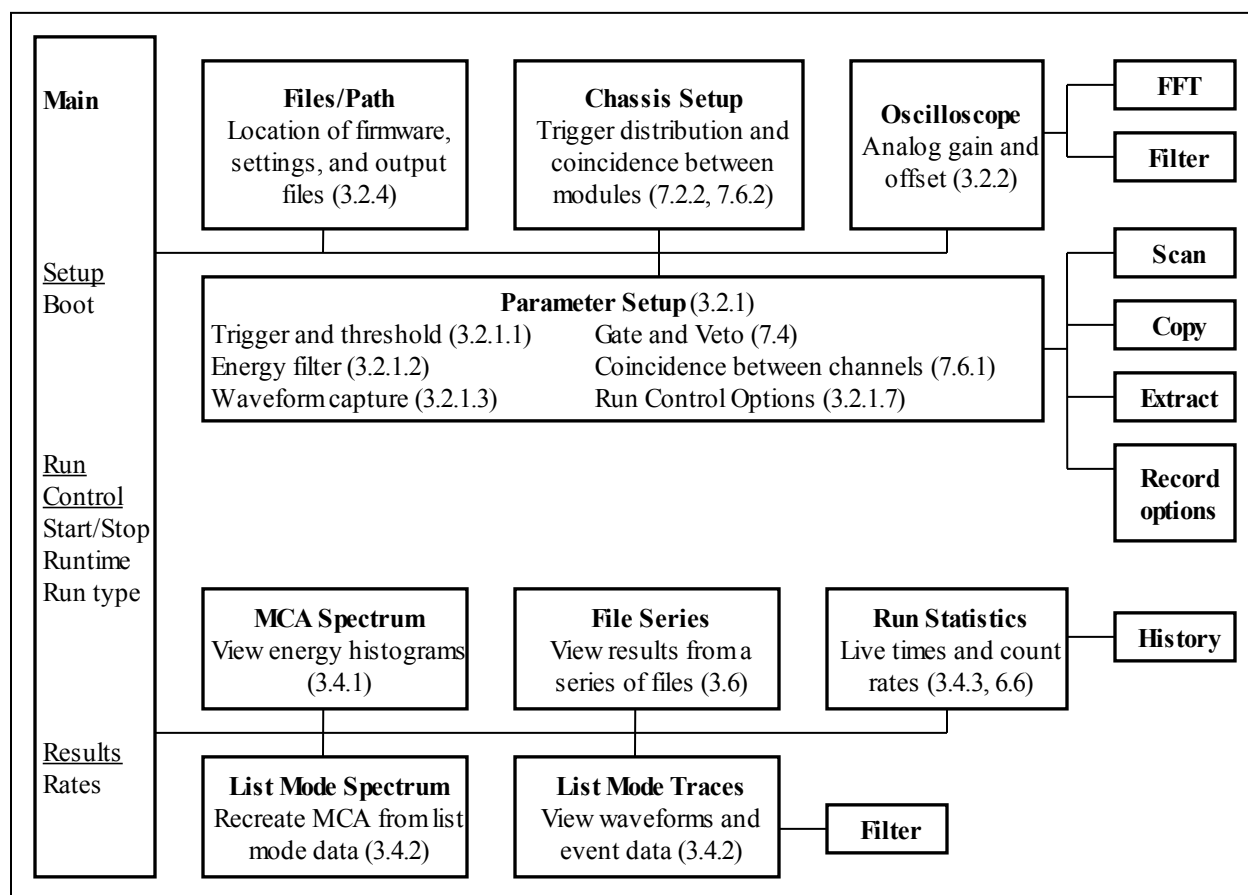 Main
Setup
Boot
Run
Control
Start/Stop
Runtime
Run type
Results
Rates
Files/Path
Location of firmware,
settings, and output
files (3.2.4)
Chassis Setup
Trigger distribution and
coincidence between
modules (7.2.2, 7.6.2)
Oscilloscope
Analog gain and
offset (3.2.2)
FFT
Filter
Parameter Setup (3.2.1)
Trigger and threshold (3.2.1.1)
Energy filter (3.2.1.2)
Waveform capture (3.2.1.3)
Gate and Veto (7.4)
Coincidence between channels (7.6.1)
Run Control Options (3.2.1.7)
Scan
Copy
Extract
Record
options
MCA Spectrum
View energy histograms
(3.4.1)
File Series
View results from a
series of files (3.6)
Run Statistics
Live times and count
rates (3.4.3, 6.6)
History
List Mode Spectrum
Recreate MCA from list
mode data (3.4.2)
List Mode Traces
View waveforms and
event data (3.4.2)
Filter